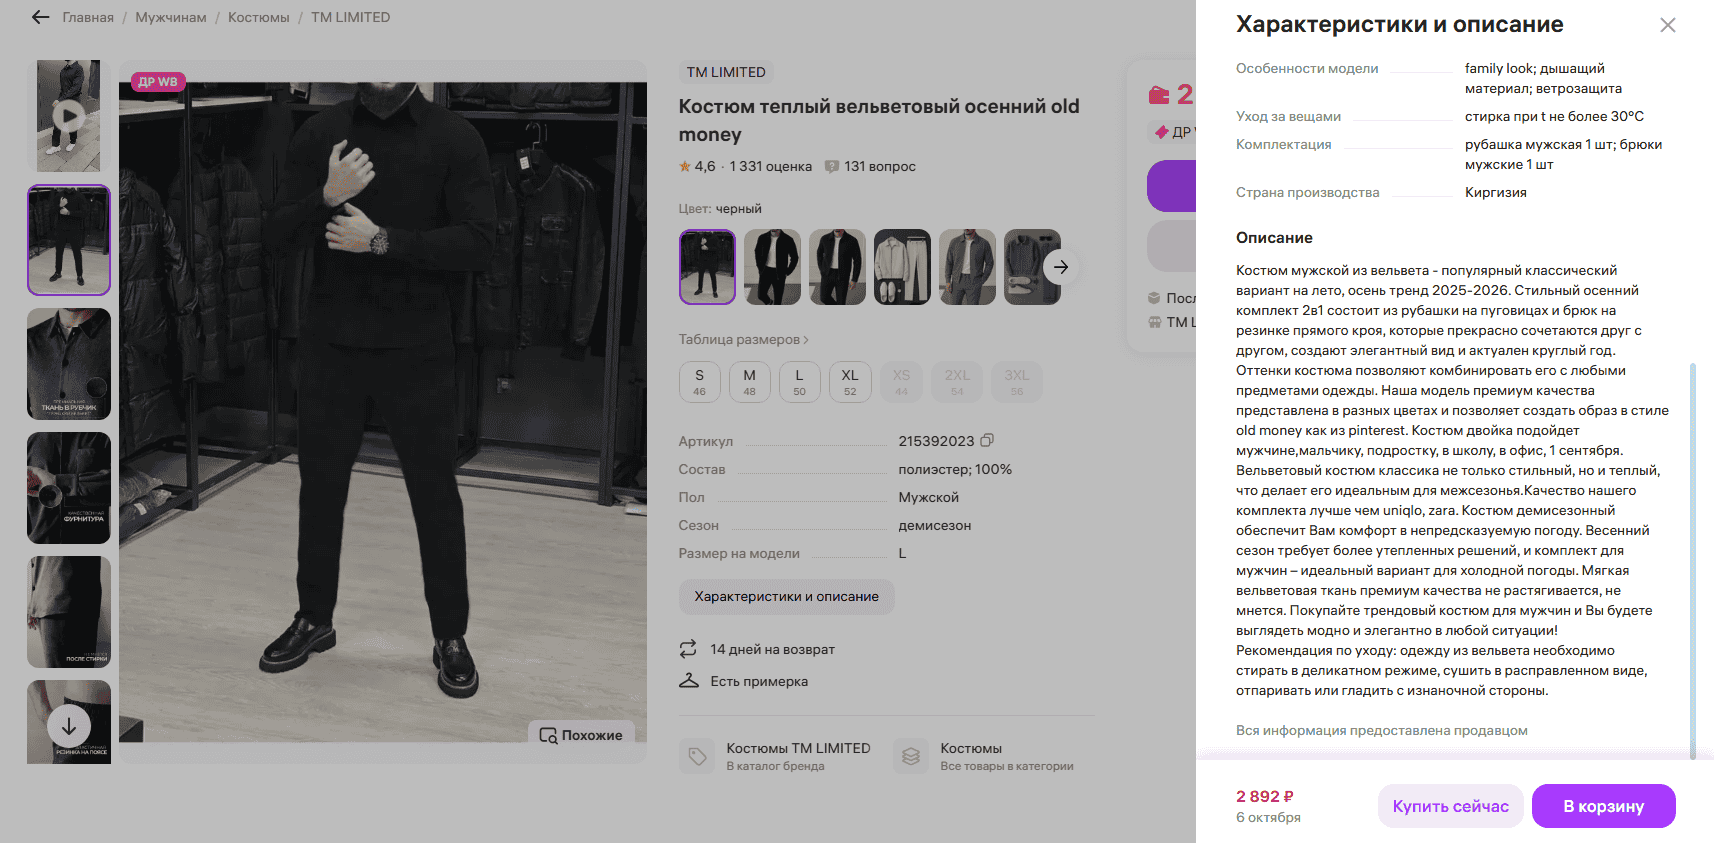 Главная / Мужчинам / Костюмы / TM LIMITED
ДР WB
ТКАНЬ В РУБЧИК
ФУРНИТУРА
ПОСЛЕ СТИРКИ
РЕЗИНКА НА ПОЯСЕ
Похожие
TM LIMITED
Костюм теплый вельветовый осенний old
money
4,6 · 1 331 оценка 131 вопрос
Цвет: черный
Таблица размеров
S M L XL XS 2XL 3XL
46 48 50 52 44 54 56
Артикул 215392023
Состав полиэстер; 100%
Пол Мужской
Сезон демисезон
Размер на модели L
Характеристики и описание
14 дней на возврат
Есть примерка
Костюмы TM LIMITED
В каталог бренда
Костюмы
Все товары в категории
2
ДР
Посл
TM L
Характеристики и описание
Особенности модели family look; дышащий
материал; ветрозащита
Уход за вещами стирка при t не более 30°C
Комплектация рубашка мужская 1 шт; брюки
мужские 1 шт
Страна производства Киргизия
Описание
Костюм мужской из вельвета - популярный классический
вариант на лето, осень тренд 2025-2026. Стильный осенний
комплект 2в1 состоит из рубашки на пуговицах и брюк на
резинке прямого кроя, которые прекрасно сочетаются друг с
другом, создают элегантный вид и актуален круглый год.
Оттенки костюма позволяют комбинировать его с любыми
предметами одежды. Наша модель премиум качества
представлена в разных цветах и позволяет создать образ в стиле
old money как из pinterest. Костюм двойка подойдет
мужчине,мальчику, подростку, в школу, в офис, 1 сентября.
Вельветовый костюм классика не только стильный, но и теплый,
что делает его идеальным для межсезонья.Качество нашего
комплекта лучше чем uniqlo, zara. Костюм демисезонный
обеспечит Вам комфорт в непредсказуемую погоду. Весенний
сезон требует более утепленных решений, и комплект для
мужчин – идеальный вариант для холодной погоды. Мягкая
вельветовая ткань премиум качества не растягивается, не
мнется. Покупайте трендовый костюм для мужчин и Вы будете
выглядеть модно и элегантно в любой ситуации!
Рекомендация по уходу: одежду из вельвета необходимо
стирать в деликатном режиме, сушить в расправленном виде,
отпаривать или гладить с изнаночной стороны.
Вся информация предоставлена продавцом
2 892 ₽
6 октября
Купить сейчас
В корзину